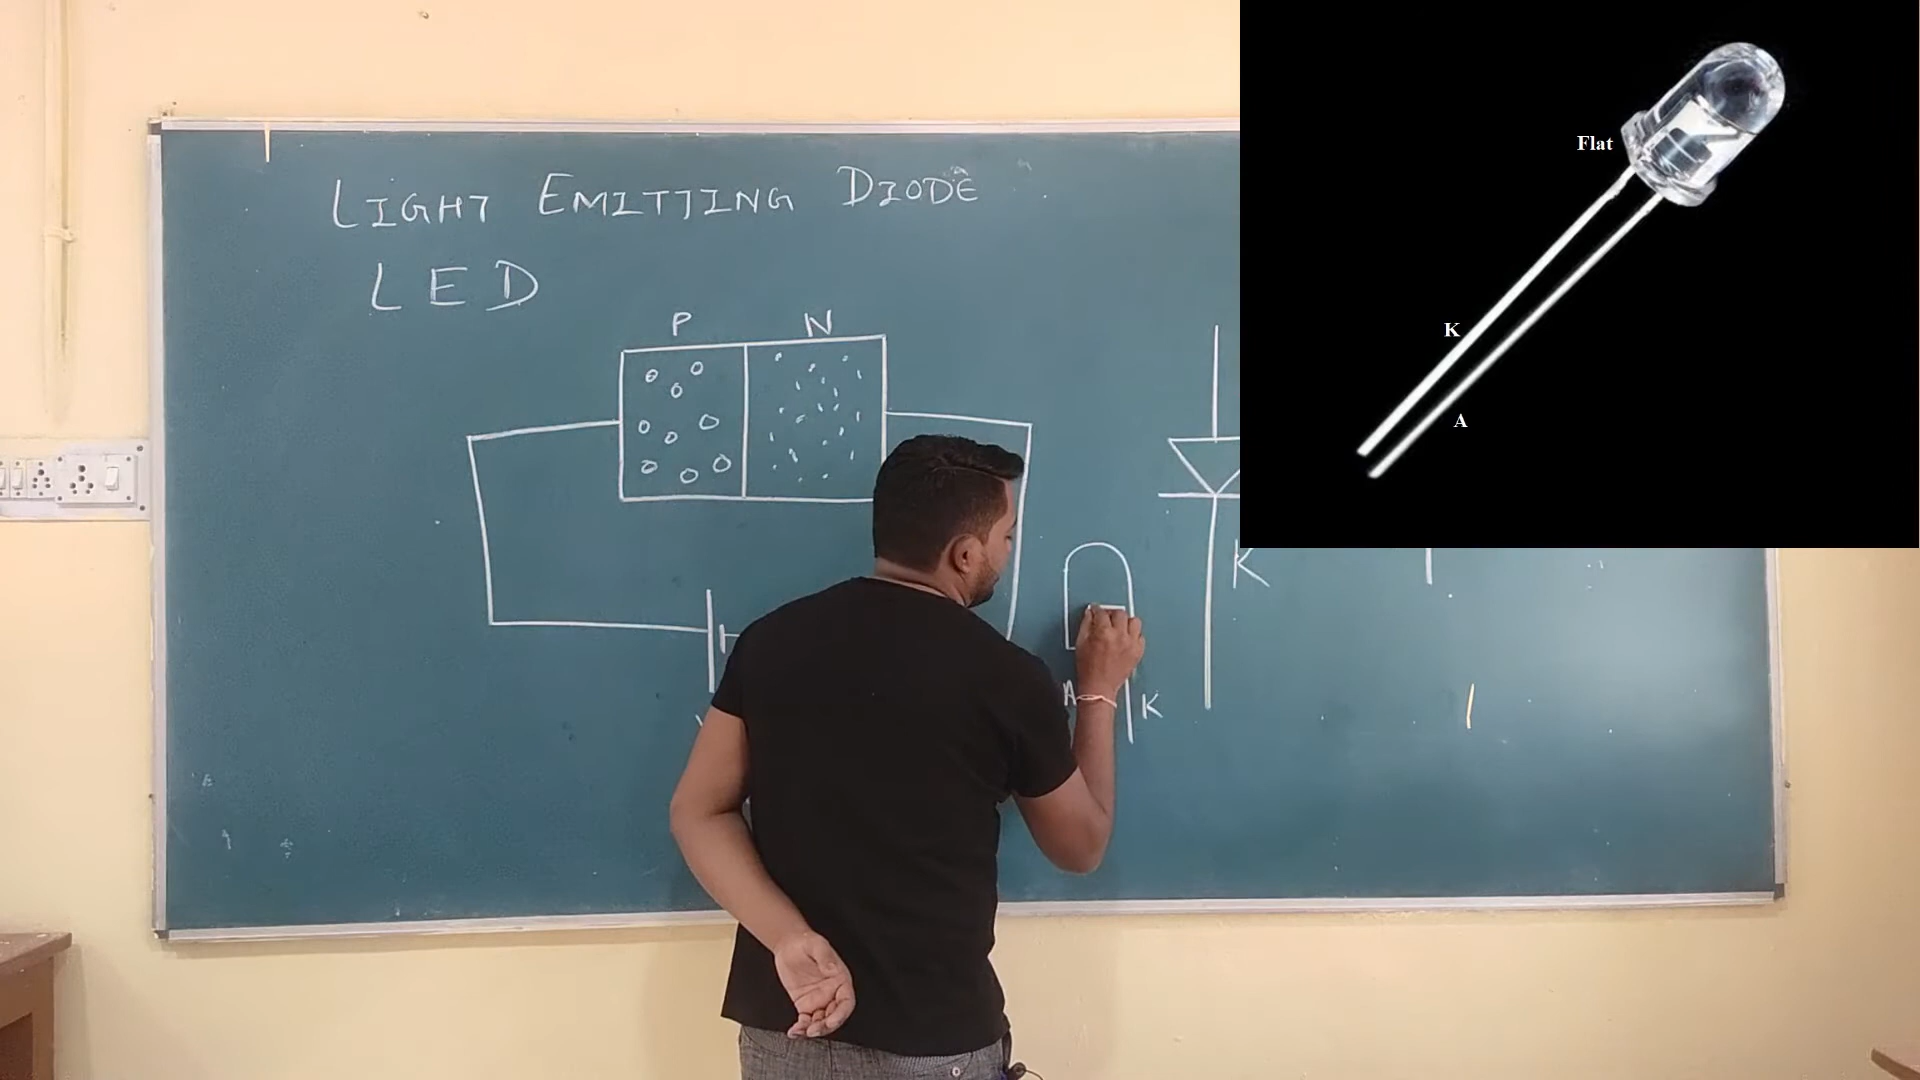 LIGHT EMITTING DIODE
LED
P N
Flat
K
A
K
A K